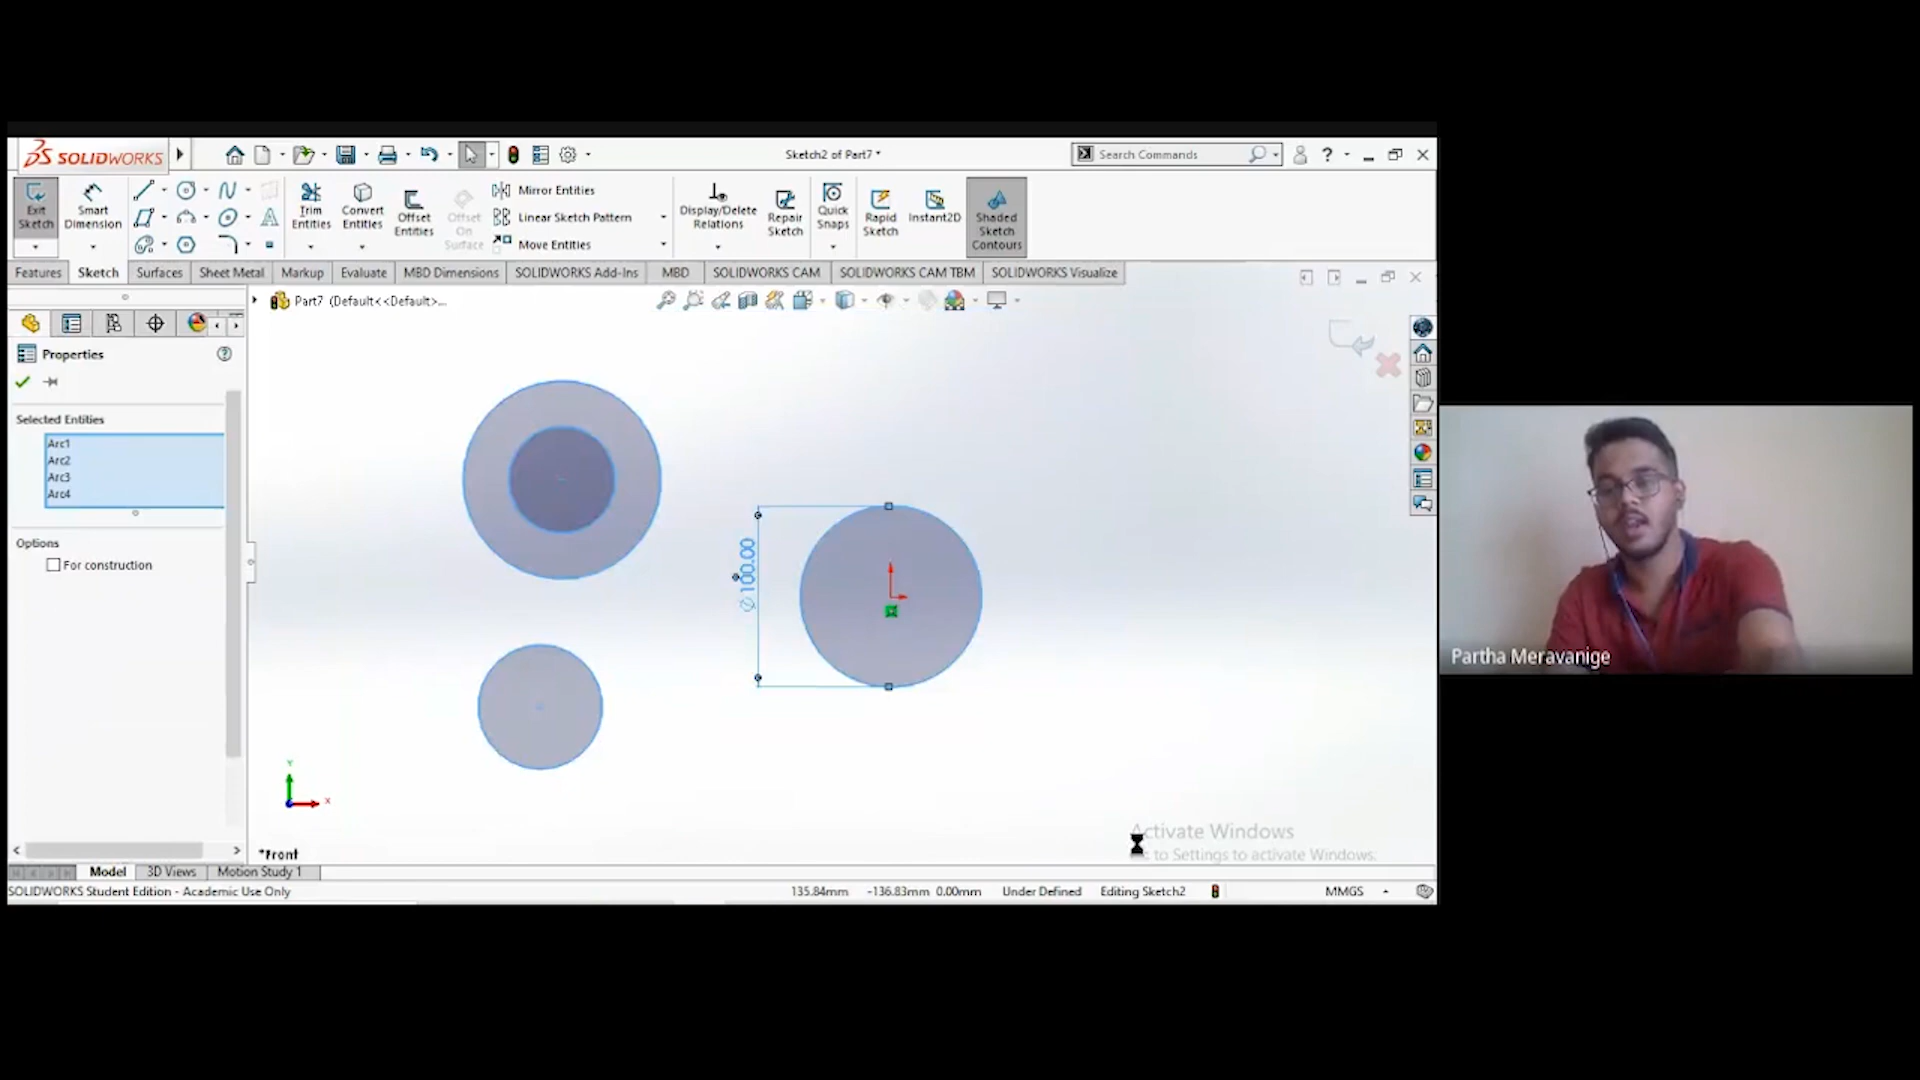 SOLIDWORKS
Sketch2 of Part7 *
Search Commands
?
Exit Sketch
Smart Dimension
Trim Entities
Convert Entities
Offset Entities
Offset On Surface
Mirror Entities
Linear Sketch Pattern
Move Entities
Display/Delete Relations
Repair Sketch
Quick Snaps
Rapid Sketch
Instant2D
Shaded Sketch Contours
Features
Sketch
Surfaces
Sheet Metal
Markup
Evaluate
MBD Dimensions
SOLIDWORKS Add-Ins
MBD
SOLIDWORKS CAM
SOLIDWORKS CAM TBM
SOLIDWORKS Visualize
Part7 (Default<<Default>...
Properties
Selected Entities
Arc1
Arc2
Arc3
Arc4
Options
For construction
∅100.00
Y
X
*Front
Partha Meravanige
Activate Windows
to Settings to activate Windows.
Model
3D Views
Motion Study 1
SOLIDWORKS Student Edition - Academic Use Only
135.84mm
-136.83mm 0.00mm
Under Defined
Editing Sketch2
MMGS